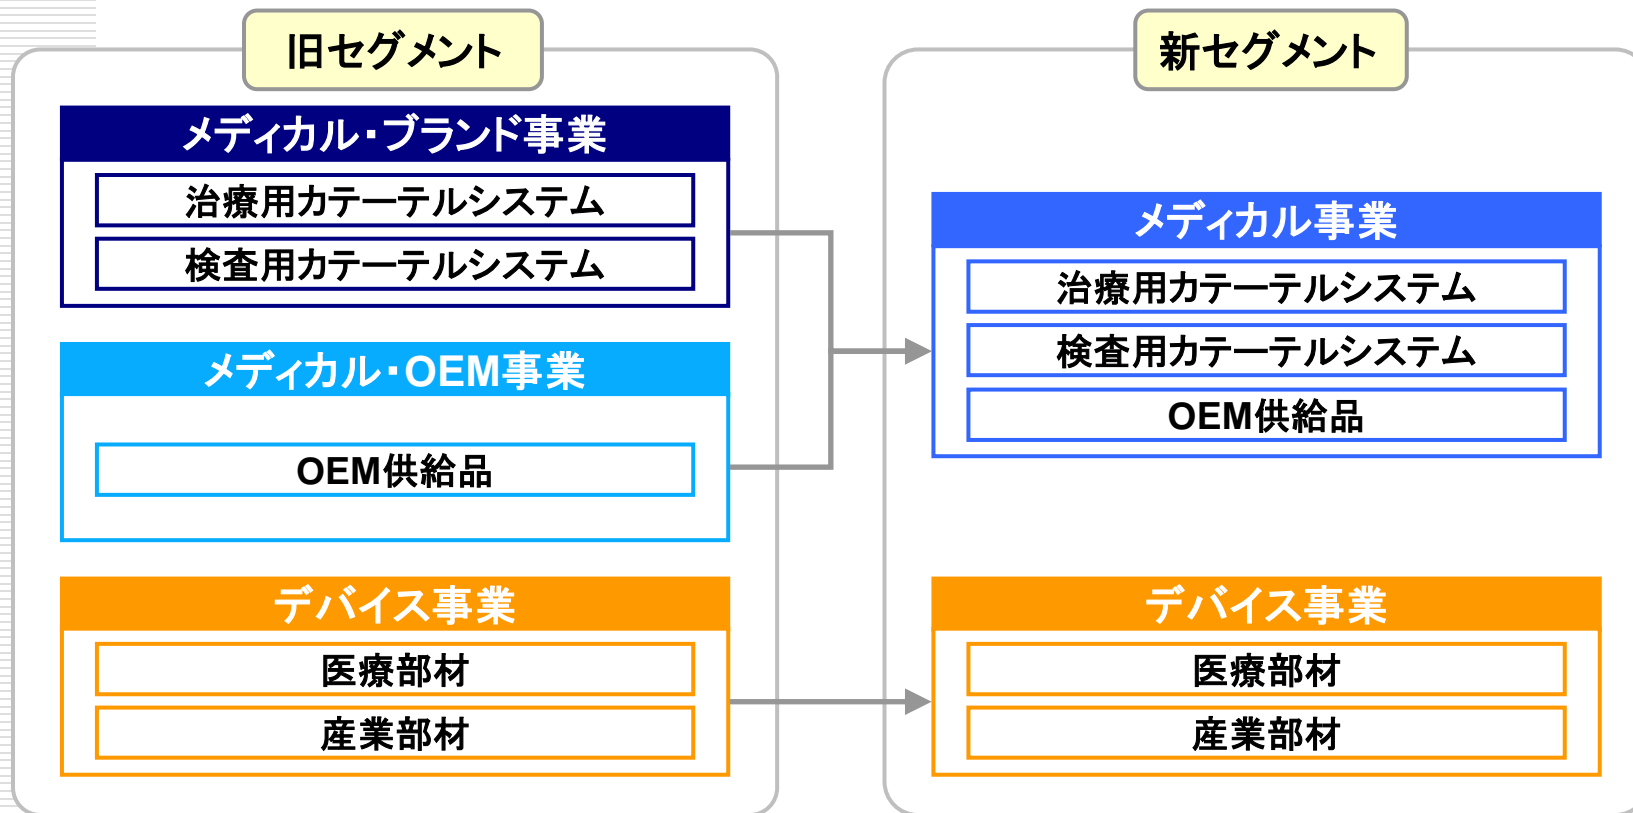 旧セグメント
メディカル・ブランド事業
治療用カテーテルシステム
検査用カテーテルシステム
メディカル・OEM事業
OEM供給品
デバイス事業
医療部材
産業部材
新セグメント
メディカル事業
治療用カテーテルシステム
検査用カテーテルシステム
OEM供給品
デバイス事業
医療部材
産業部材